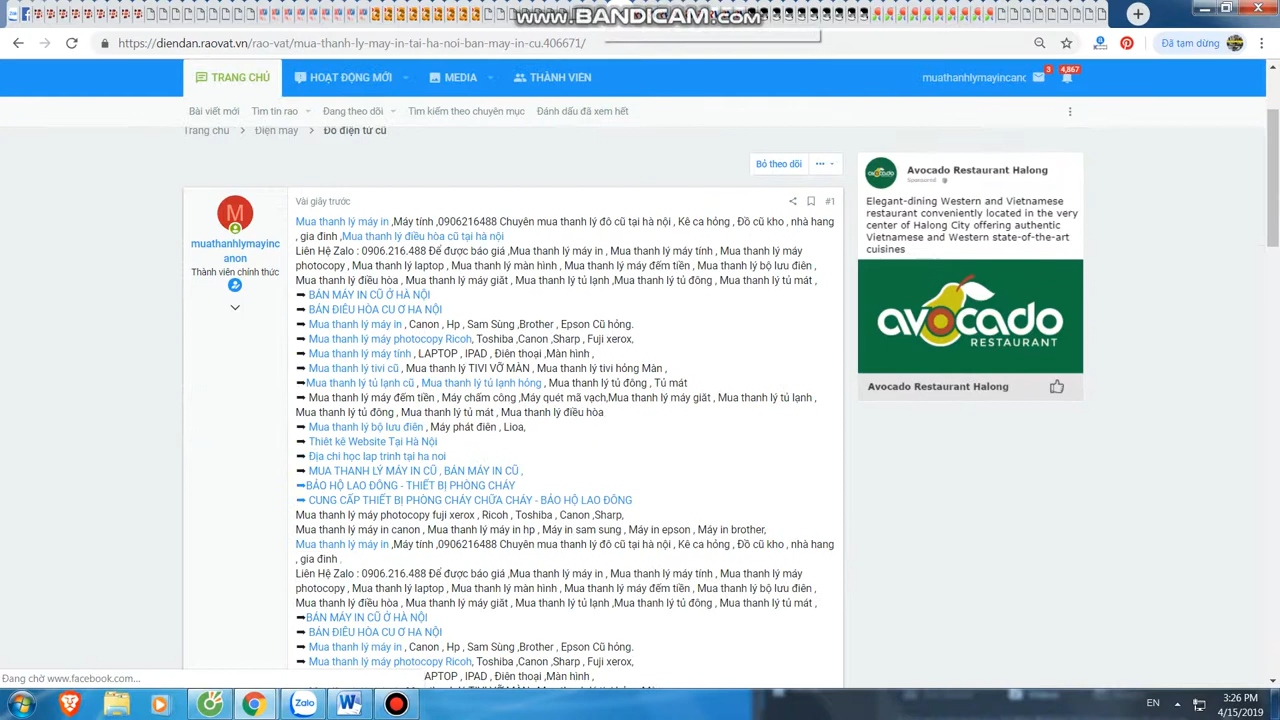 www.BANDICAM.com
https://diendan.raovat.vn/rao-vat/mua-thanh-ly-may-in-tai-ha-noi-ban-may-in-cu.406671/
Đã tạm dừng
TRANG CHỦ
HOẠT ĐỘNG MỚI
MEDIA
THÀNH VIÊN
muathanhlymayincanc
3
4,867
Bài viết mới
Tìm tin rao
Đang theo dõi
Tìm kiếm theo chuyên mục
Đánh dấu đã xem hết
Trang chủ > Điện máy > Đồ điện tử cũ
Bỏ theo dõi
Vài giây trước
#1
M
muathanhlymayinc
anon
Thành viên chính thức
Mua thanh lý máy in ,Máy tính ,0906216488 Chuyên mua thanh lý đô cũ tại hà nội , Kê ca hỏng , Đồ cũ kho , nhà hang
, gia đinh ,Mua thanh lý điều hòa cũ tại hà nội
Liên Hệ Zalo : 0906.216.488 Để được báo giá ,Mua thanh lý máy in , Mua thanh lý máy tính , Mua thanh lý máy
photocopy , Mua thanh lý laptop , Mua thanh lý màn hình , Mua thanh lý máy đếm tiền , Mua thanh lý bộ lưu điên ,
Mua thanh lý điều hòa , Mua thanh lý máy giăt , Mua thanh lý tủ lạnh ,Mua thanh lý tủ đông , Mua thanh lý tủ mát ,
➡ BÁN MÁY IN CŨ Ở HÀ NỘI
➡ BÁN ĐIÊU HÒA CU Ơ HA NỘI
➡ Mua thanh lý máy in , Canon , Hp , Sam Sùng ,Brother , Epson Cũ hỏng.
➡ Mua thanh lý máy photocopy Ricoh, Toshiba ,Canon ,Sharp , Fuji xerox,
➡ Mua thanh lý máy tính , LAPTOP , IPAD , Điên thoại ,Màn hình ,
➡ Mua thanh lý tivi cũ , Mua thanh lý TIVI VỠ MÀN , Mua thanh lý tivi hỏng Màn ,
➡Mua thanh lý tủ lạnh cũ , Mua thanh lý tủ lạnh hỏng , Mua thanh lý tủ đông , Tủ mát
➡ Mua thanh lý máy đếm tiền , Máy chấm công ,Máy quét mã vạch,Mua thanh lý máy giăt , Mua thanh lý tủ lạnh ,
Mua thanh lý tủ đông , Mua thanh lý tủ mát , Mua thanh lý điều hòa
➡ Mua thanh lý bộ lưu điên , Máy phát điên , Lioa,
➡ Thiêt kê Website Tại Hà Nội
➡ Địa chỉ học lap trinh tại ha noi
➡ MUA THANH LÝ MÁY IN CŨ , BÁN MÁY IN CŨ ,
➡BẢO HỘ LAO ĐÔNG - THIẾT BỊ PHÒNG CHÁY
➡ CUNG CẤP THIẾT BỊ PHÒNG CHÁY CHỮA CHÁY - BẢO HỘ LAO ĐÔNG
Mua thanh lý máy photocopy fuji xerox , Ricoh , Toshiba , Canon ,Sharp,
Mua thanh lý máy in canon , Mua thanh lý máy in hp , Máy in sam sung , Máy in epson , Máy in brother,
Mua thanh lý máy in ,Máy tính ,0906216488 Chuyên mua thanh lý đô cũ tại hà nội , Kê ca hỏng , Đồ cũ kho , nhà hang
, gia đinh .
Liên Hệ Zalo : 0906.216.488 Để được báo giá ,Mua thanh lý máy in , Mua thanh lý máy tính , Mua thanh lý máy
photocopy , Mua thanh lý laptop , Mua thanh lý màn hình , Mua thanh lý máy đếm tiền , Mua thanh lý bộ lưu điên ,
Mua thanh lý điều hòa , Mua thanh lý máy giăt , Mua thanh lý tủ lạnh ,Mua thanh lý tủ đông , Mua thanh lý tủ mát ,
➡BÁN MÁY IN CŨ Ở HÀ NỘI
➡ BÁN ĐIÊU HÒA CU Ơ HA NỘI
➡ Mua thanh lý máy in , Canon , Hp , Sam Sùng ,Brother , Epson Cũ hỏng.
➡ Mua thanh lý máy photocopy Ricoh, Toshiba ,Canon ,Sharp , Fuji xerox,
APTOP , IPAD , Điên thoại ,Màn hình ,
Avocado Restaurant Halong
Sponsored
Elegant-dining Western and Vietnamese
restaurant conveniently located in the very
center of Halong City offering authentic
Vietnamese and Western state-of-the-art
cuisines
avocado
RESTAURANT
Avocado Restaurant Halong
Đang chờ www.facebook.com...
Zalo
EN
3:26 PM
4/15/2019